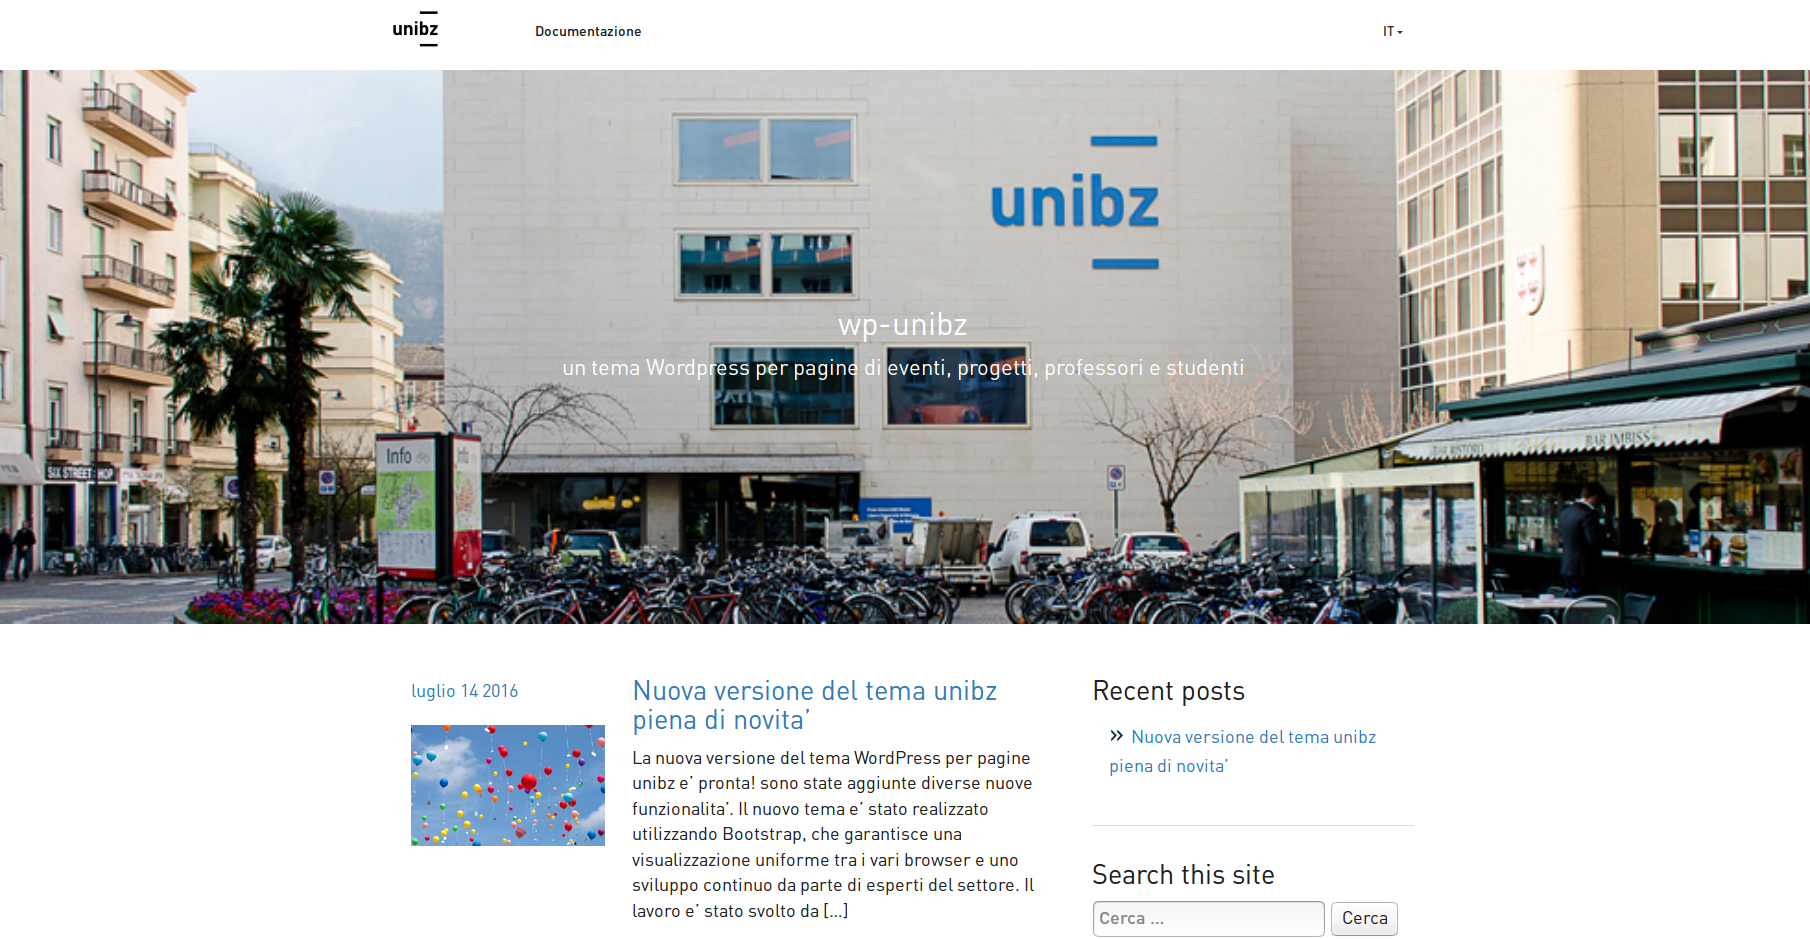 unibz
Documentazione
IT
unibz
wp-unibz
un tema Wordpress per pagine di eventi, progetti, professori e studenti
Info
SIX STREET SHOP
BAR RISTORO
BAR IMBISS
luglio 14 2016
Nuova versione del tema unibz
piena di novita’
La nuova versione del tema WordPress per pagine
unibz e’ pronta! sono state aggiunte diverse nuove
funzionalita’. Il nuovo tema e’ stato realizzato
utilizzando Bootstrap, che garantisce una
visualizzazione uniforme tra i vari browser e uno
sviluppo continuo da parte di esperti del settore. Il
lavoro e’ stato svolto da [...]
Recent posts
Nuova versione del tema unibz
piena di novita’
Search this site
Cerca ...
Cerca